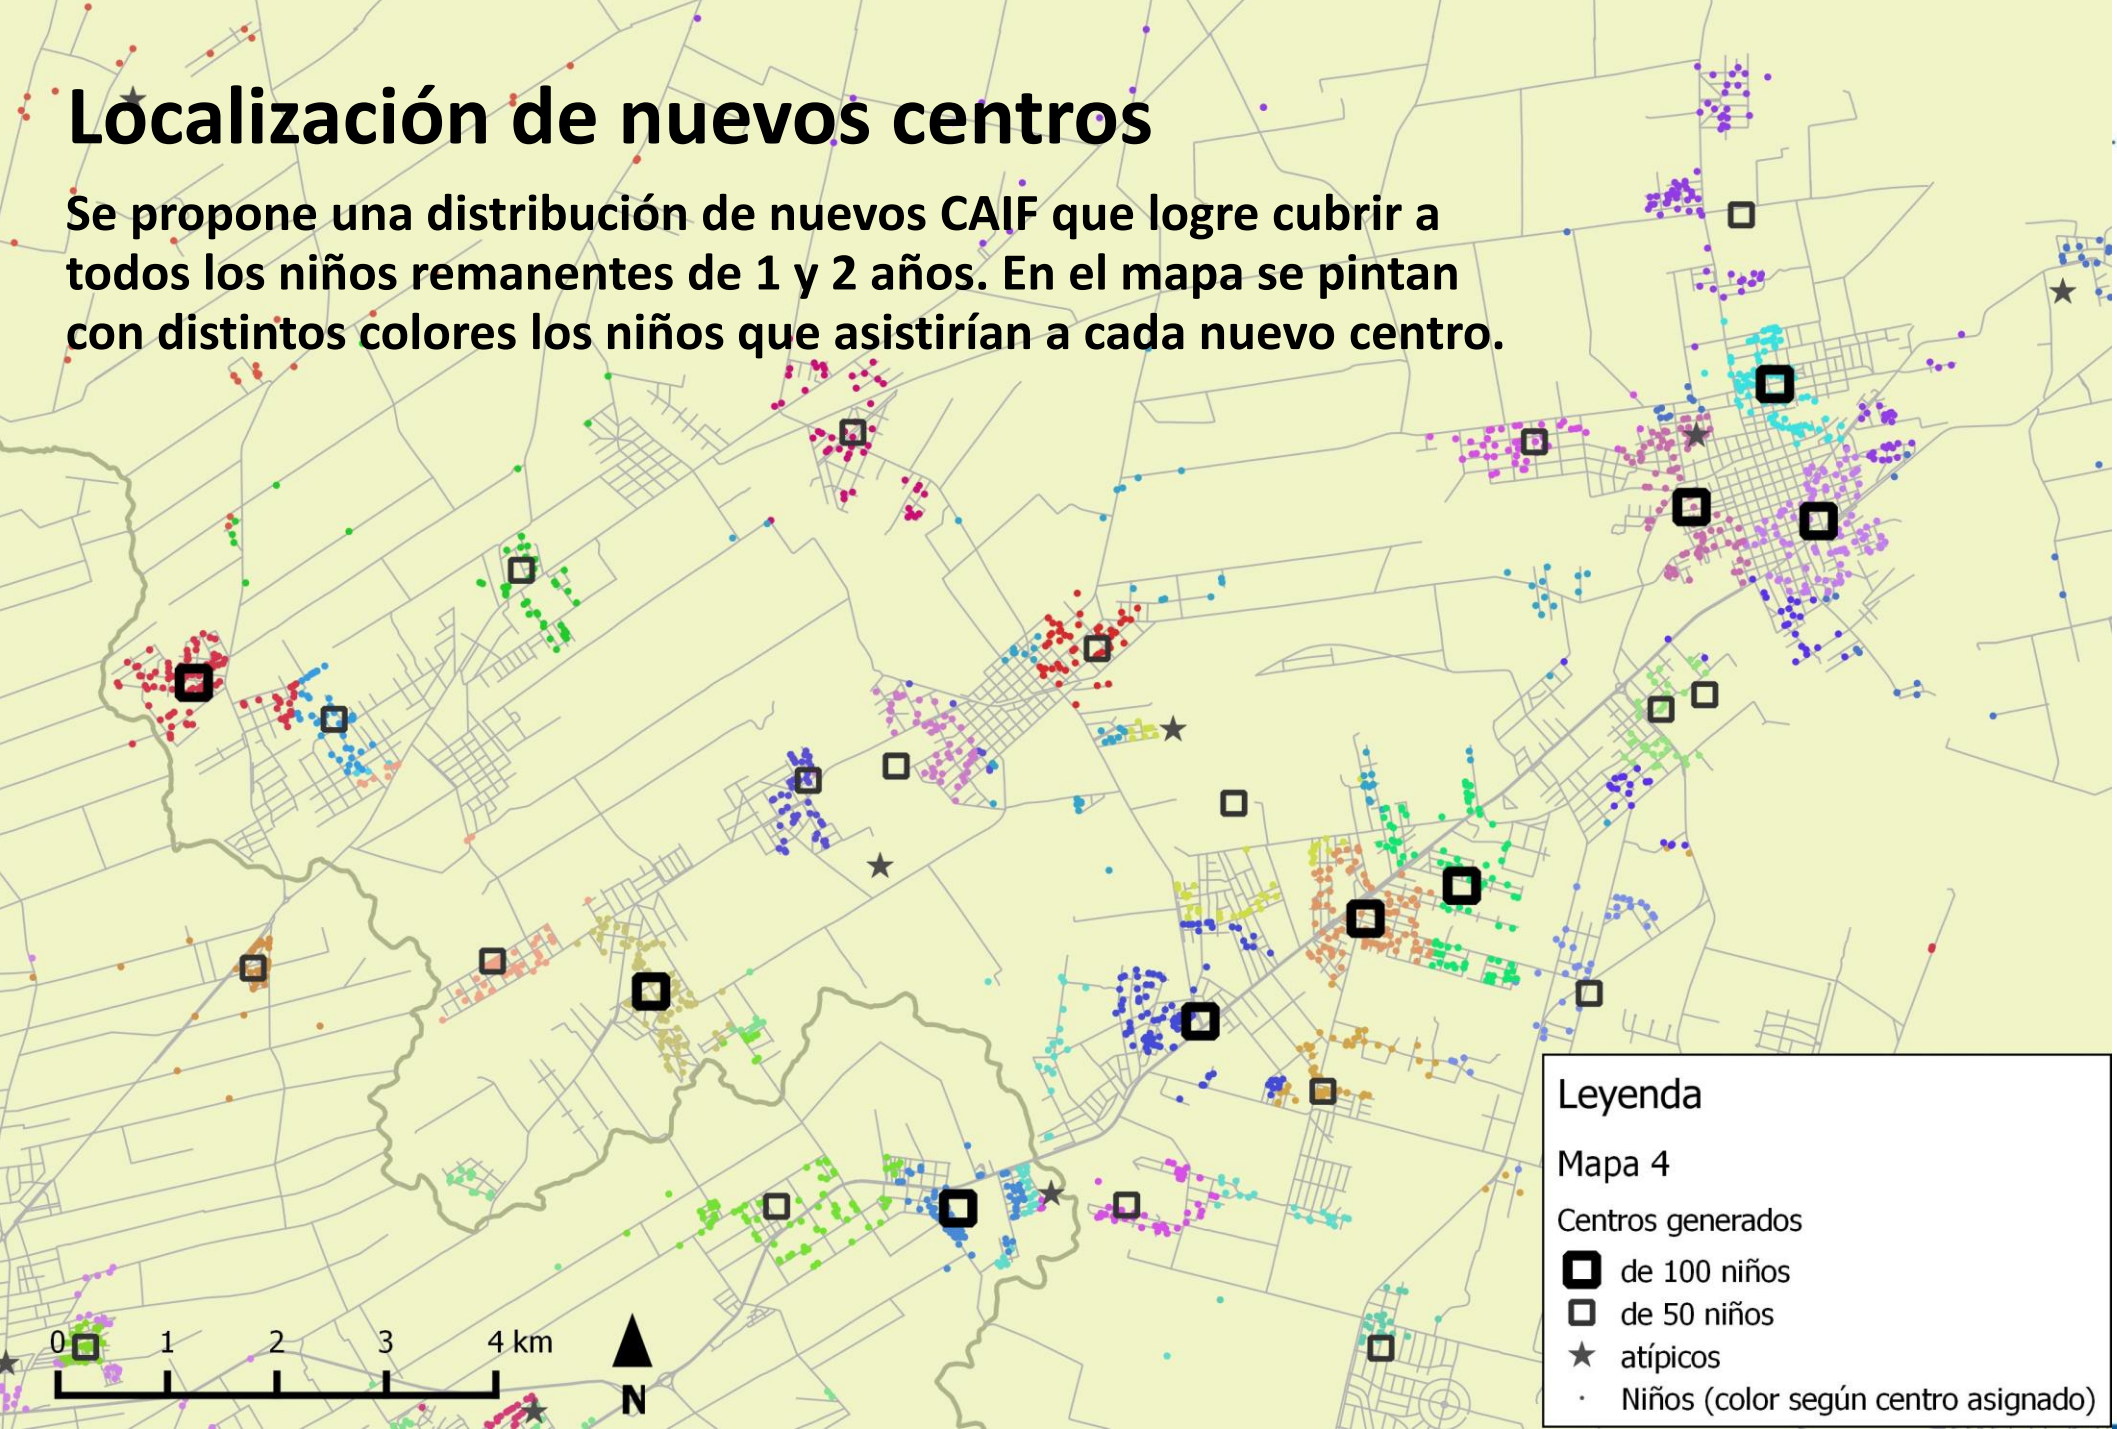 Localización de nuevos centros
Se propone una distribución de nuevos CAIF que logre cubrir a
todos los niños remanentes de 1 y 2 años. En el mapa se pintan
con distintos colores los niños que asistirían a cada nuevo centro.
Leyenda
Mapa 4
Centros generados
de 100 niños
de 50 niños
atípicos
Niños (color según centro asignado)
0 1 2 3 4 km
N